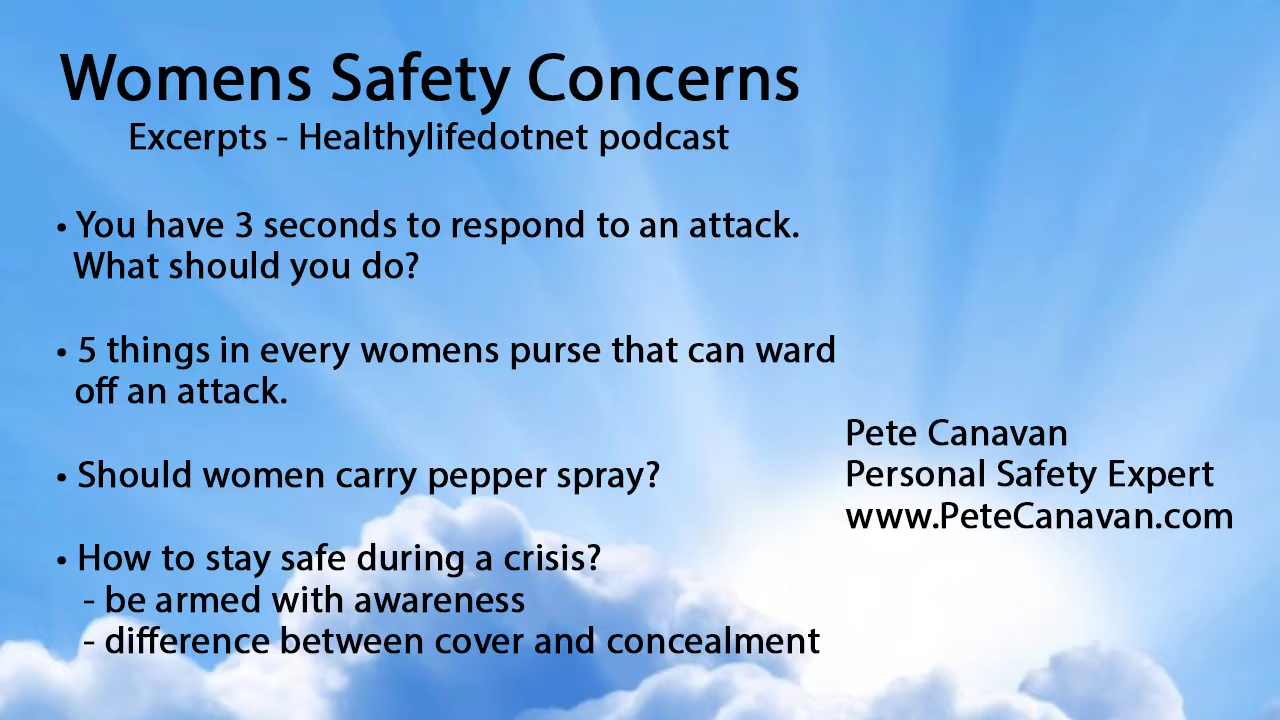 Womens Safety Concerns
Excerpts - Healthylifedotnet podcast
• You have 3 seconds to respond to an attack.
What should you do?
• 5 things in every womens purse that can ward
off an attack.
• Should women carry pepper spray?
• How to stay safe during a crisis?
- be armed with awareness
- difference between cover and concealment
Pete Canavan
Personal Safety Expert
www.PeteCanavan.com